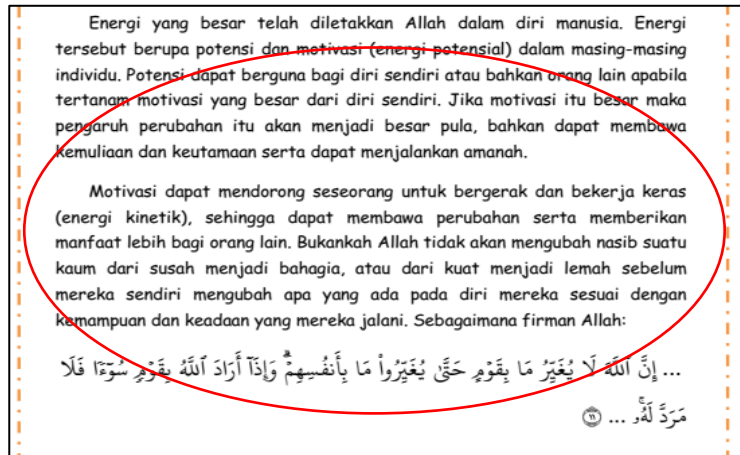 Energi yang besar telah diletakkan Allah dalam diri manusia. Energi
tersebut berupa potensi dan motivasi (energi potensial) dalam masing-masing
individu. Potensi dapat berguna bagi diri sendiri atau bahkan orang lain apabila
tertanam motivasi yang besar dari diri sendiri. Jika motivasi itu besar maka
pengaruh perubahan itu akan menjadi besar pula, bahkan dapat membawa
kemuliaan dan keutamaan serta dapat menjalankan amanah.
Motivasi dapat mendorong seseorang untuk bergerak dan bekerja keras
(energi kinetik), sehingga dapat membawa perubahan serta memberikan
manfaat lebih bagi orang lain. Bukankah Allah tidak akan mengubah nasib suatu
kaum dari susah menjadi bahagia, atau dari kuat menjadi lemah sebelum
mereka sendiri mengubah apa yang ada pada diri mereka sesuai dengan
kemampuan dan keadaan yang mereka jalani. Sebagaimana firman Allah:
... إِنَّ ٱللَّهَ لَا يُغَيِّرُ مَا بِقَوْمٍ حَتَّىٰ يُغَيِّرُوا۟ مَا بِأَنفُسِهِمْ ۗ وَإِذَآ أَرَادَ ٱللَّهُ بِقَوْمٍ سُوٓءًا فَلَا
مَرَدَّ لَهُۥ ۚ ... ١١